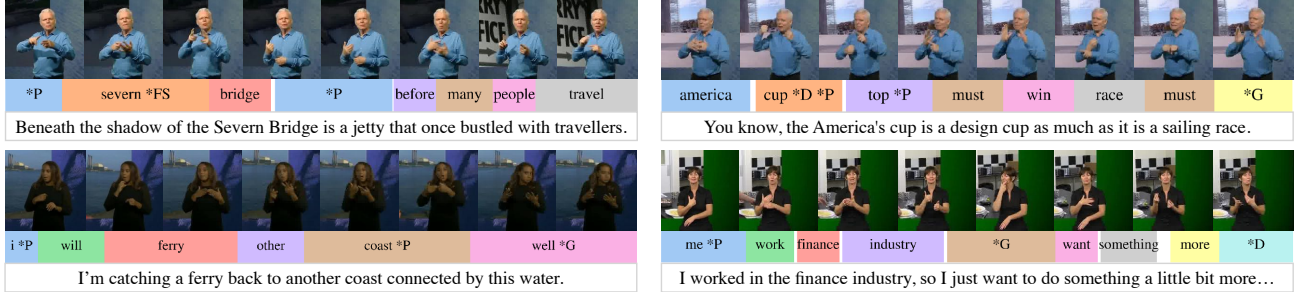 RRY
FICE
RRY
FICE
*P severn *FS bridge *P before many people travel
Beneath the shadow of the Severn Bridge is a jetty that once bustled with travellers.
america cup *D *P top *P must win race must *G
You know, the America's cup is a design cup as much as it is a sailing race.
i *P will ferry other coast *P well *G
I'm catching a ferry back to another coast connected by this water.
me *P work finance industry *G want something more *D
I worked in the finance industry, so I just want to do something a little bit more…